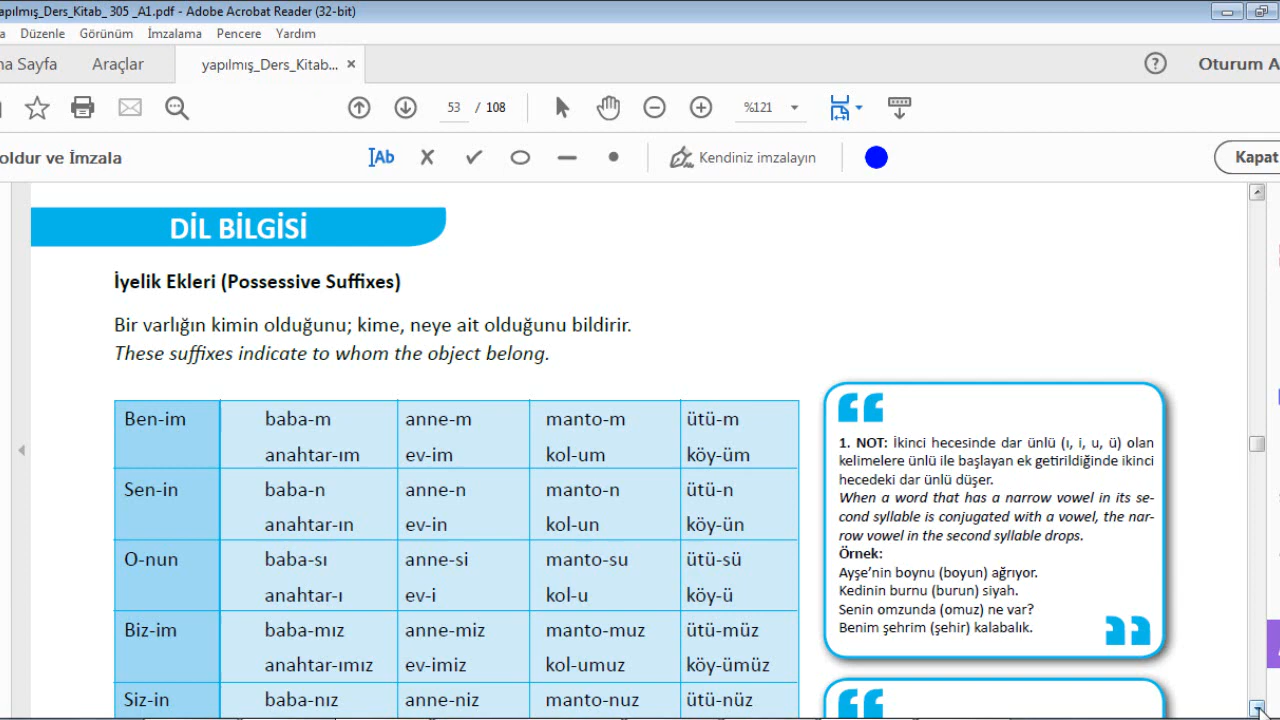 apılmış_Ders_Kitab_ 305 _A1.pdf - Adobe Acrobat Reader (32-bit)
a Düzenle Görünüm İmzalama Pencere Yardım
na Sayfa Araçlar yapılmış_Ders_Kitab... × ? Oturum A
53 / 108 %121
oldur ve İmzala Ab Kendiniz imzalayın Kapat
DİL BİLGİSİ
İyelik Ekleri (Possessive Suffixes)
Bir varlığın kimin olduğunu; kime, neye ait olduğunu bildirir.
These suffixes indicate to whom the object belong.
Ben-im baba-m anne-m manto-m ütü-m
anahtar-ım ev-im kol-um köy-üm
Sen-in baba-n anne-n manto-n ütü-n
anahtar-ın ev-in kol-un köy-ün
O-nun baba-sı anne-si manto-su ütü-sü
anahtar-ı ev-i kol-u köy-ü
Biz-im baba-mız anne-miz manto-muz ütü-müz
anahtar-ımız ev-imiz kol-umuz köy-ümüz
Siz-in baba-nız anne-niz manto-nuz ütü-nüz
1. NOT: İkinci hecesinde dar ünlü (ı, i, u, ü) olan
kelimelere ünlü ile başlayan ek getirildiğinde ikinci
hecedeki dar ünlü düşer.
When a word that has a narrow vowel in its se-
cond syllable is conjugated with a vowel, the nar-
row vowel in the second syllable drops.
Örnek:
Ayşe’nin boynu (boyun) ağrıyor.
Kedinin burnu (burun) siyah.
Senin omzunda (omuz) ne var?
Benim şehrim (şehir) kalabalık.